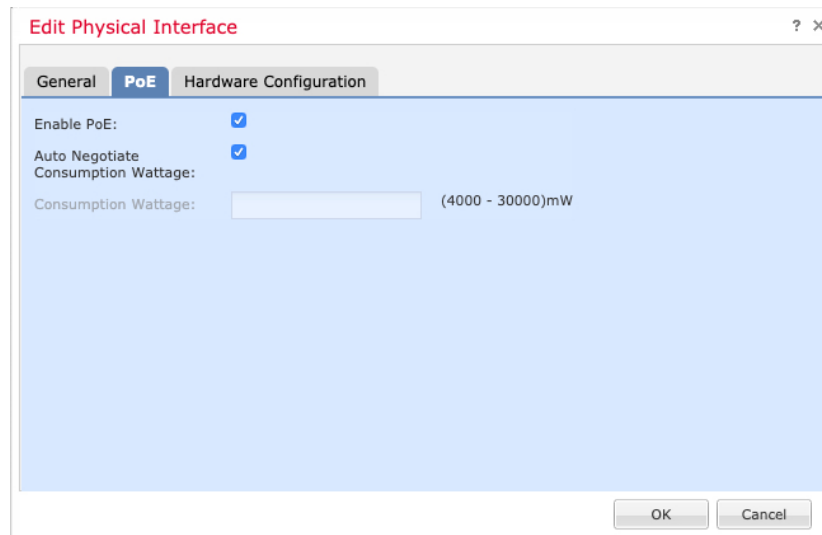 Edit Physical Interface
? ×
General PoE Hardware Configuration
Enable PoE:
Auto Negotiate
Consumption Wattage:
Consumption Wattage: (4000 - 30000)mW
OK Cancel